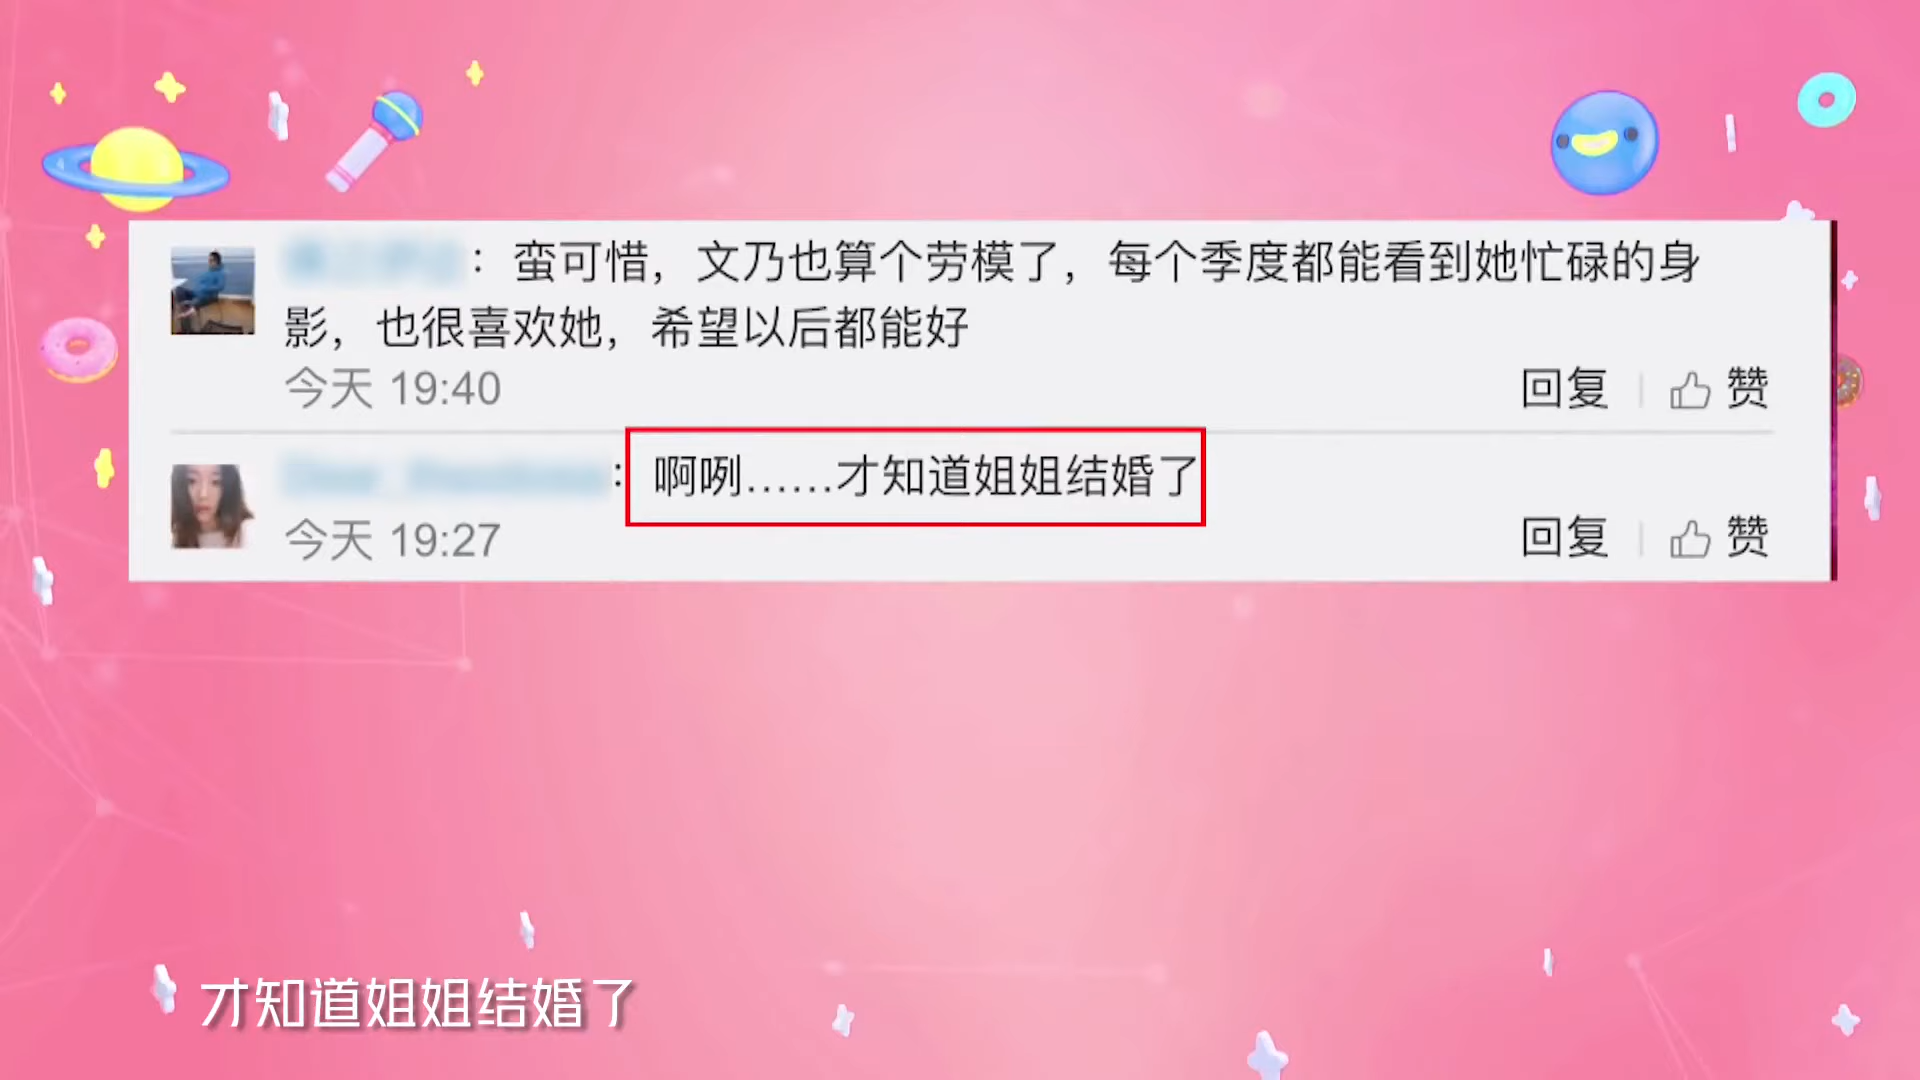 ：蛮可惜，文乃也算个劳模了，每个季度都能看到她忙碌的身
影，也很喜欢她，希望以后都能好
今天 19:40
回复 赞
：啊咧……才知道姐姐结婚了
今天 19:27
回复 赞
才知道姐姐结婚了